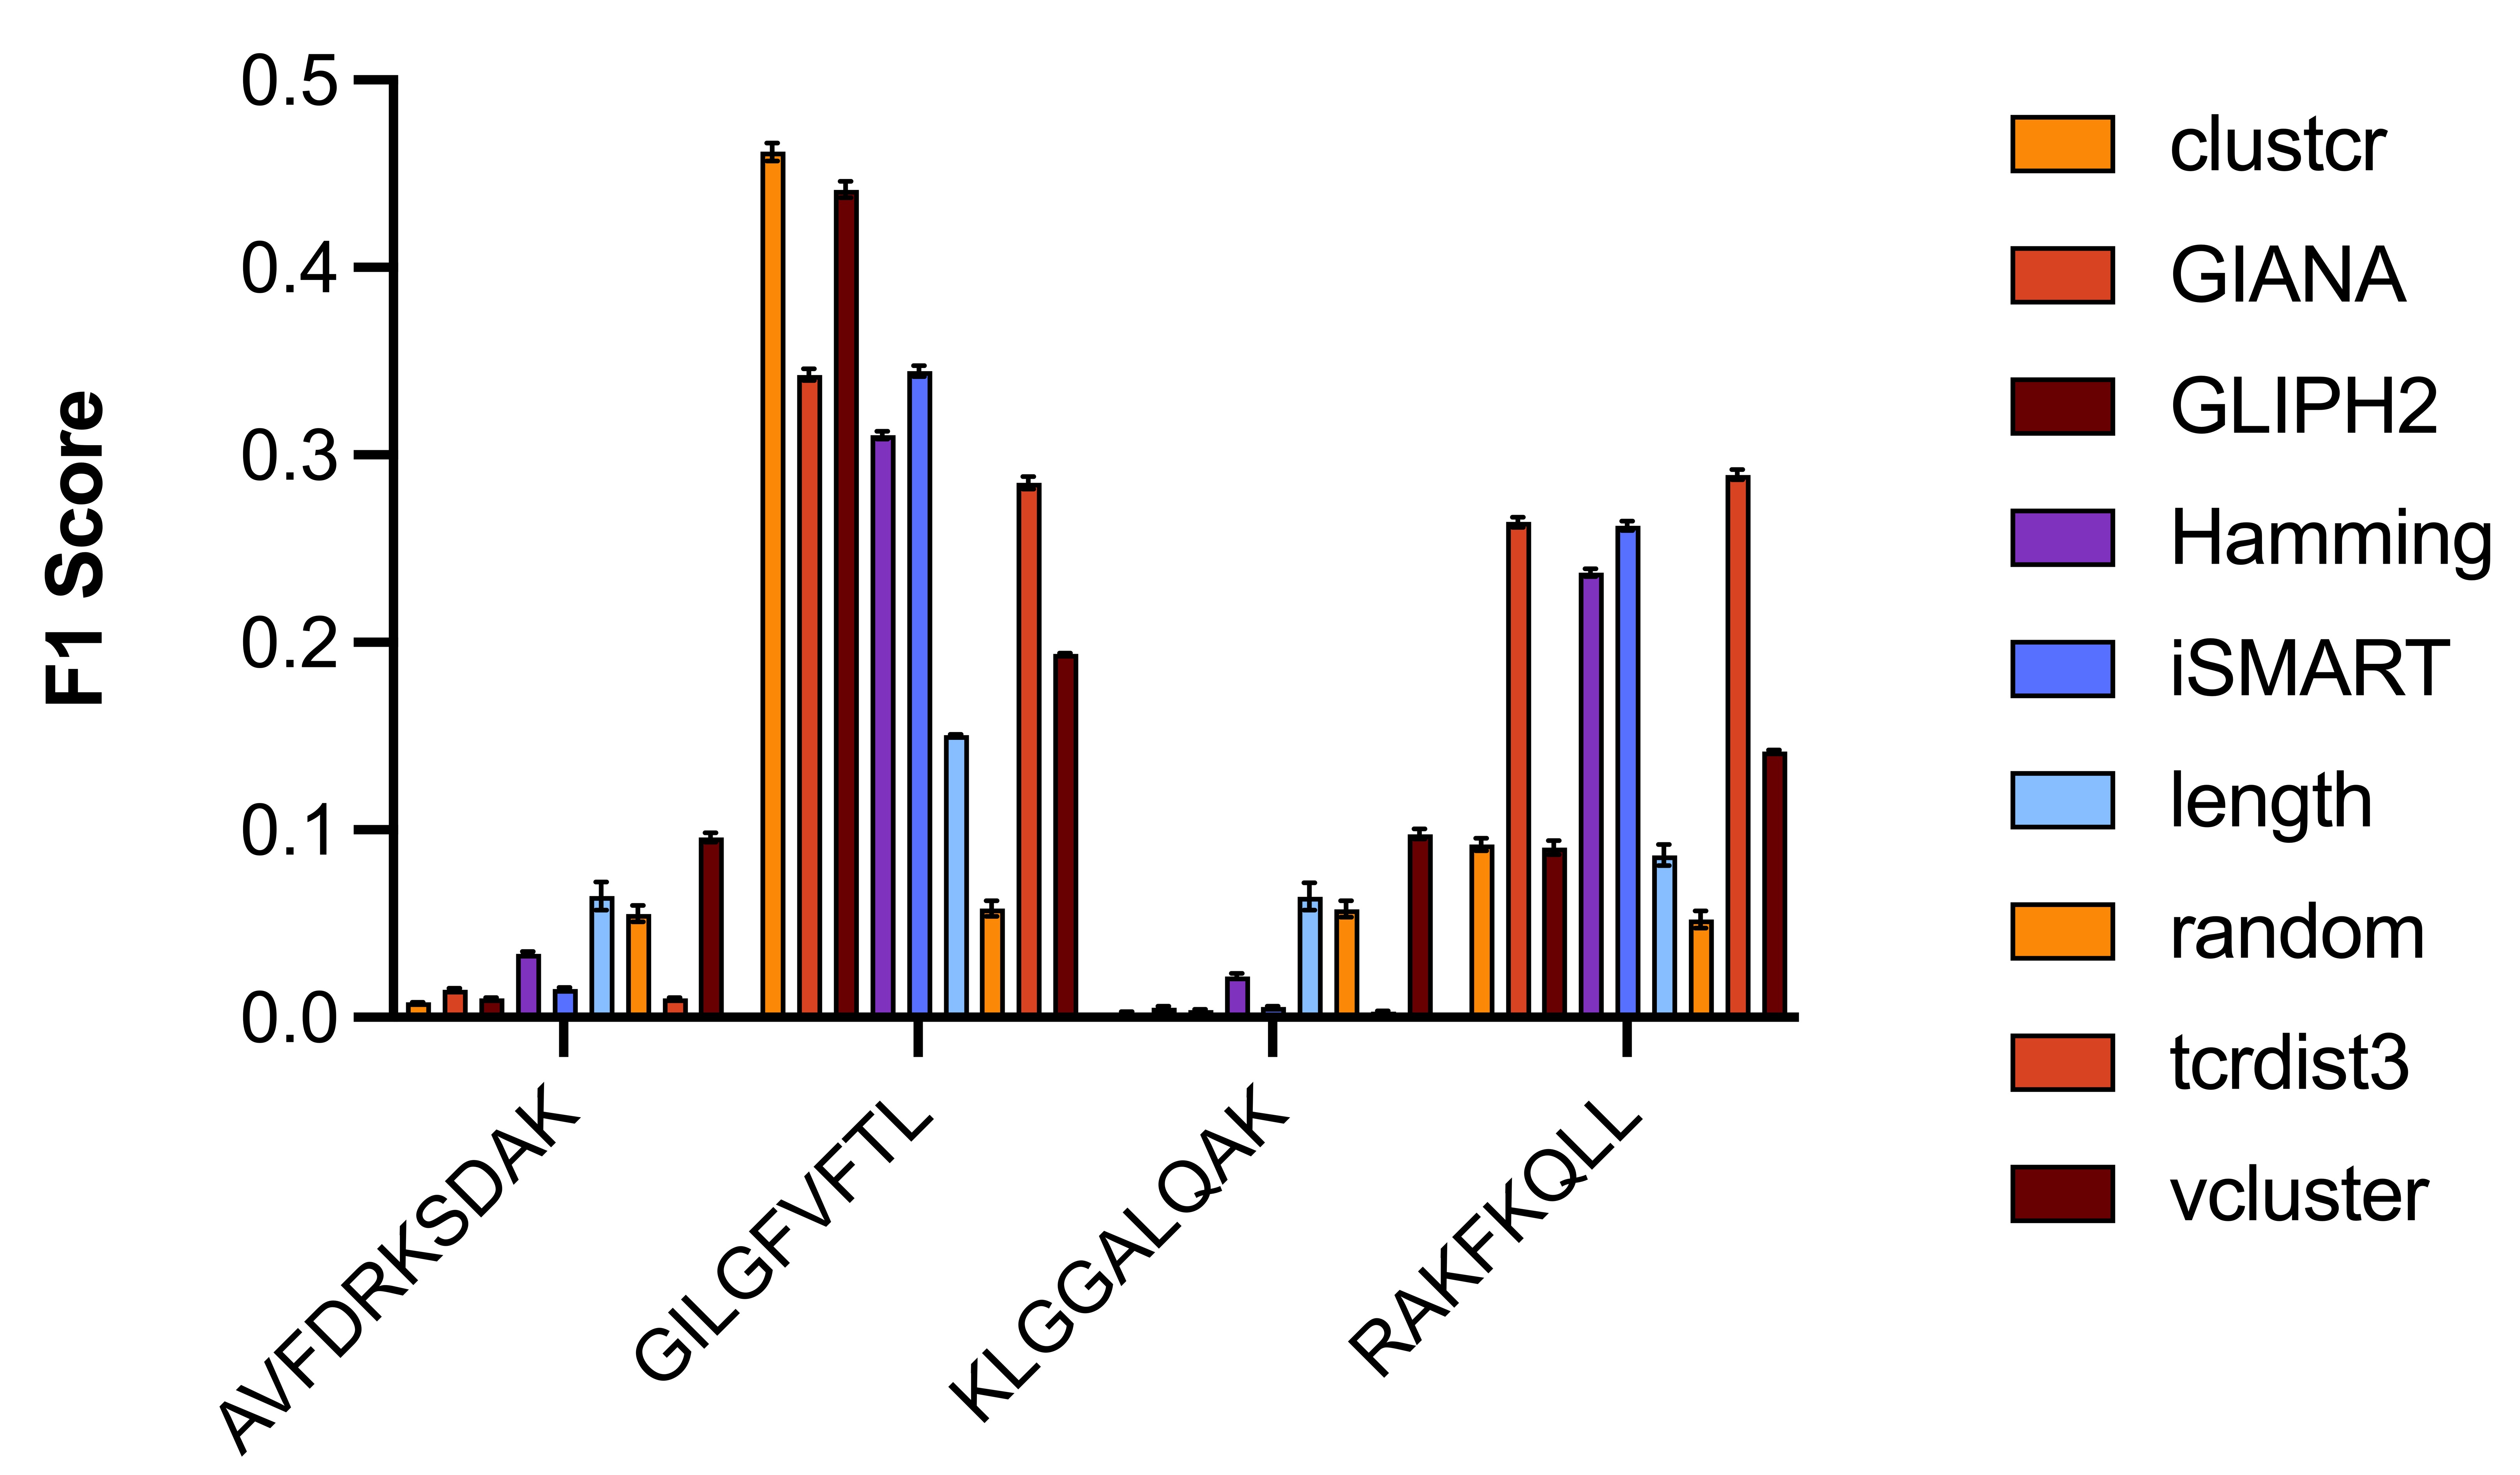 F1 Score
0.5
0.4
0.3
0.2
0.1
0.0
AVFDRKSDAK
GILGFVFTL
KLGGALQAK
RAKFKQLL
clustcr
GIANA
GLIPH2
Hamming
iSMART
length
random
tcrdist3
vcluster